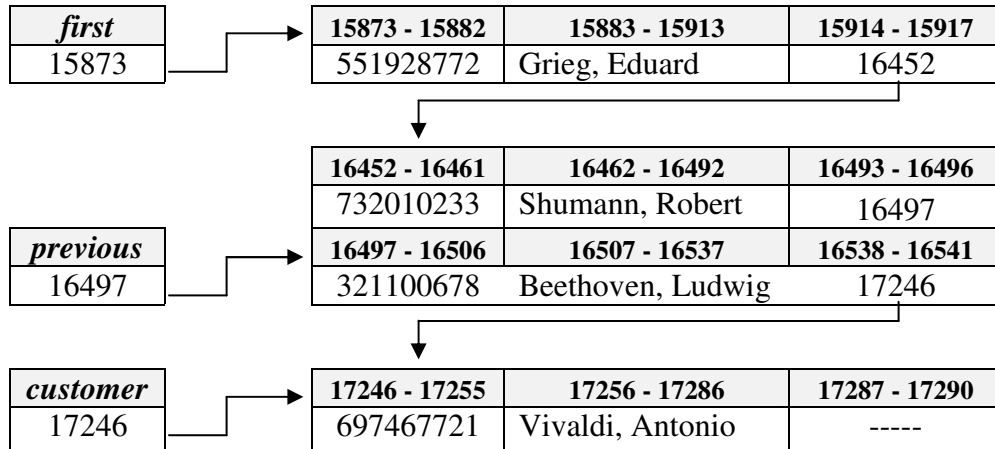 first 15873 - 15882 15883 - 15913 15914 - 15917
15873 551928772 Grieg, Eduard 16452
16452 - 16461 16462 - 16492 16493 - 16496
732010233 Shumann, Robert 16497
previous 16497 - 16506 16507 - 16537 16538 - 16541
16497 321100678 Beethoven, Ludwig 17246
customer 17246 - 17255 17256 - 17286 17287 - 17290
17246 697467721 Vivaldi, Antonio -----